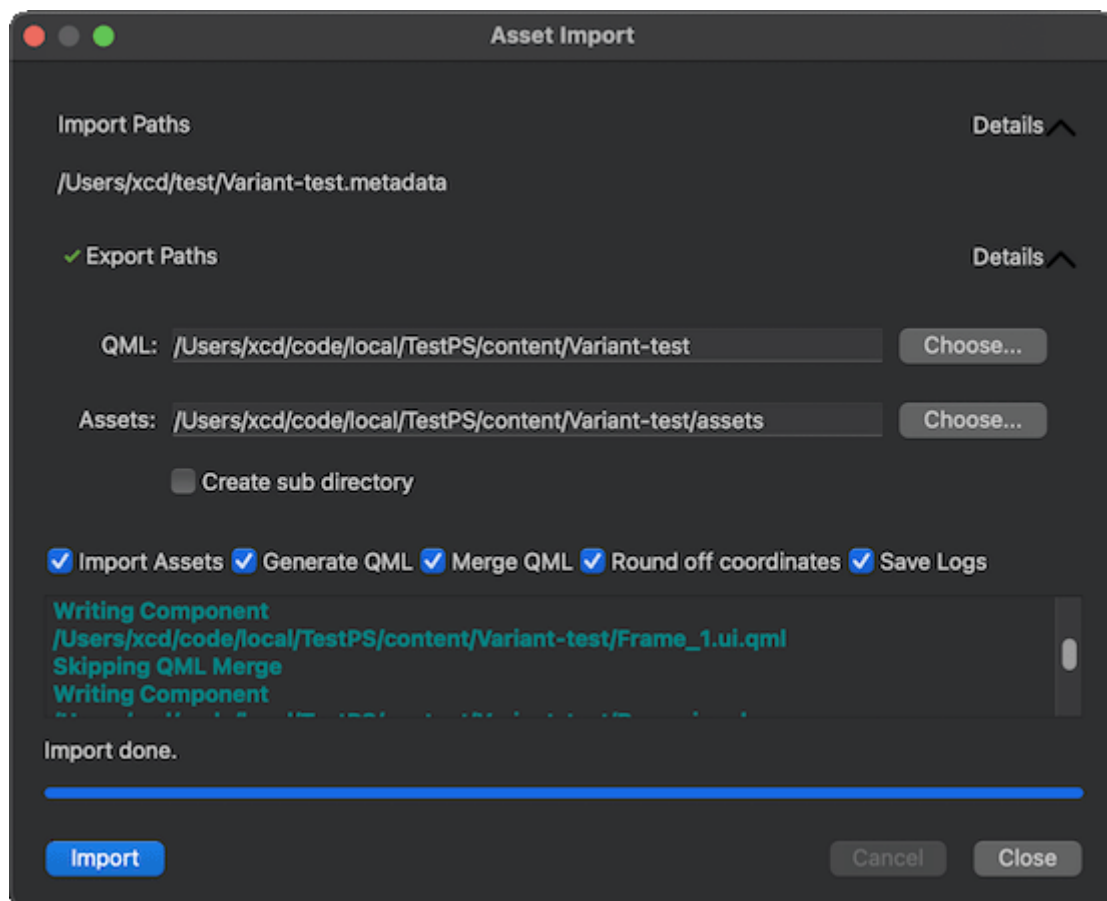 Asset Import
Import Paths
Details
/Users/xcd/test/Variant-test.metadata
Export Paths
Details
QML: /Users/xcd/code/local/TestPS/content/Variant-test Choose...
Assets: /Users/xcd/code/local/TestPS/content/Variant-test/assets Choose...
Create sub directory
Import Assets Generate QML Merge QML Round off coordinates Save Logs
Writing Component
/Users/xcd/code/local/TestPS/content/Variant-test/Frame_1.ui.qml
Skipping QML Merge
Writing Component
Import done.
Import Cancel Close